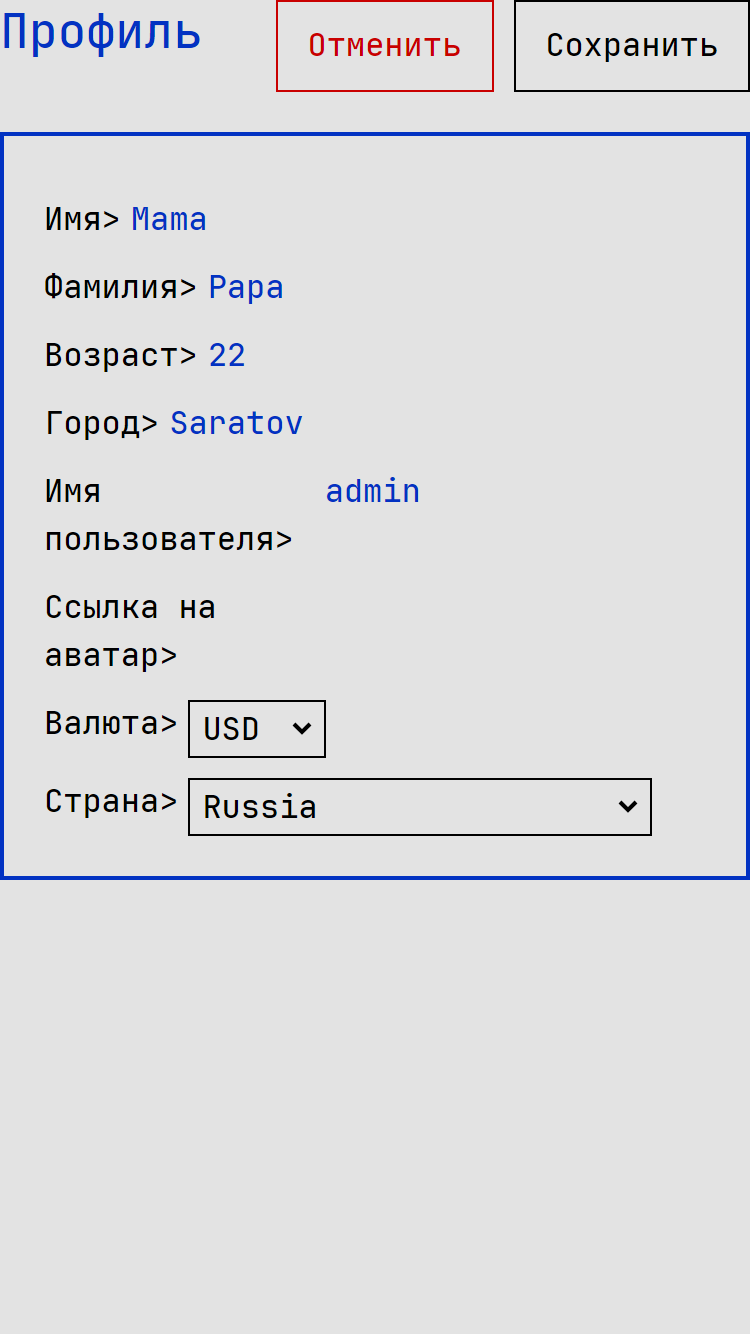 Профиль
Отменить
Сохранить
Имя> Mama
Фамилия> Papa
Возраст> 22
Город> Saratov
Имя admin
пользователя>
Ссылка на
аватар>
Валюта> USD
Страна> Russia